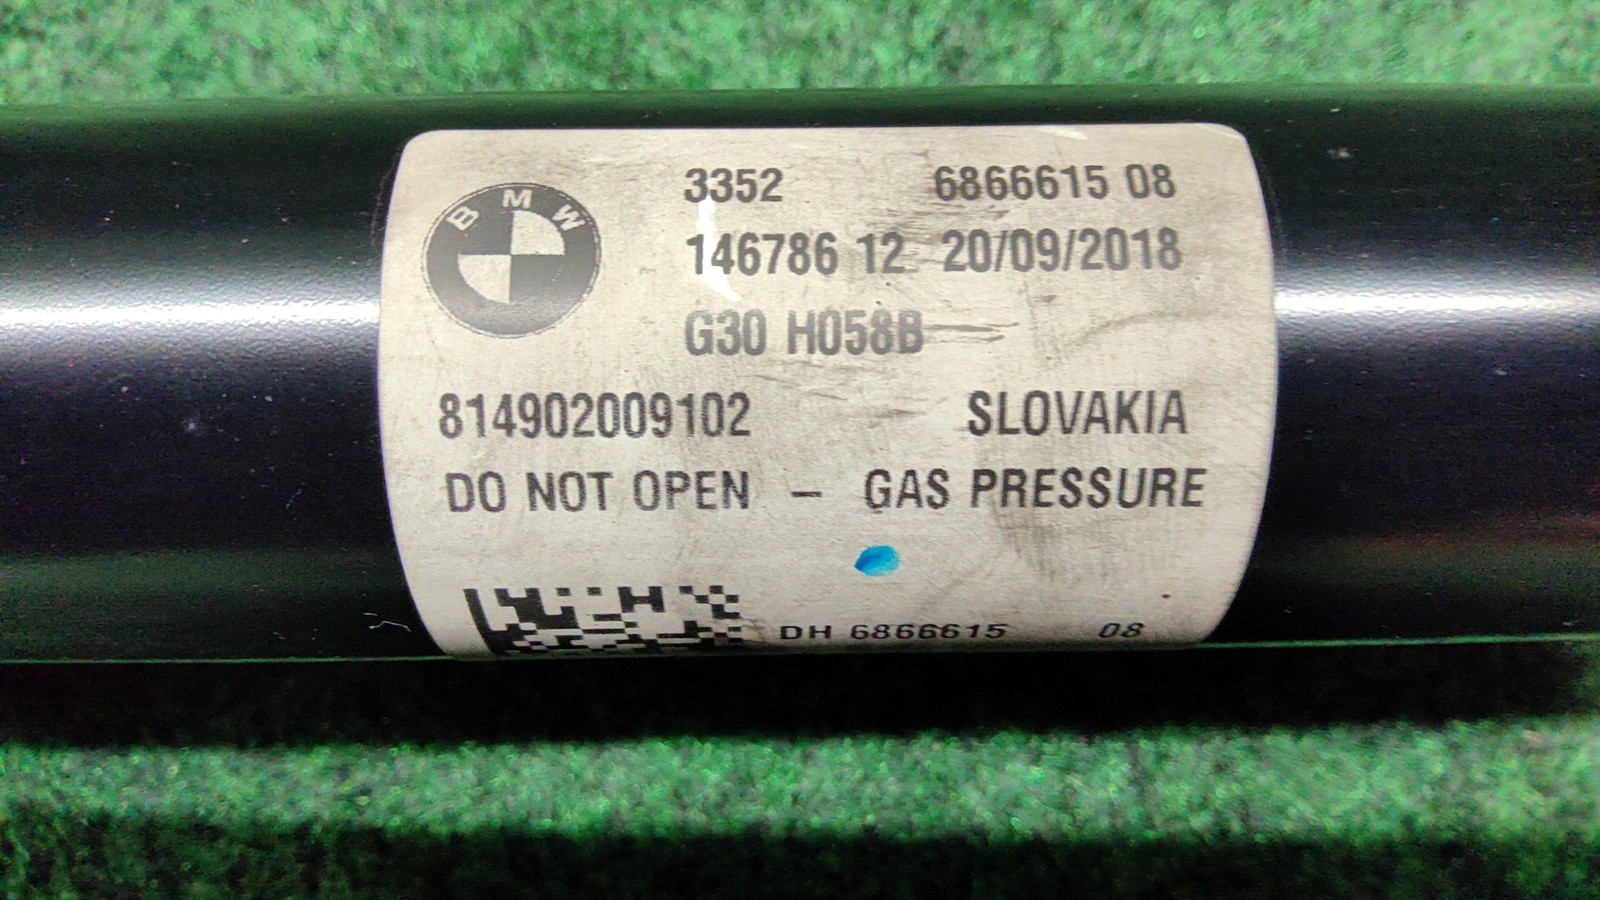 BMW
3352 6866615 08
146786 12 20/09/2018
G30 H058B
814902009102 SLOVAKIA
DO NOT OPEN – GAS PRESSURE
DH 6866615 08